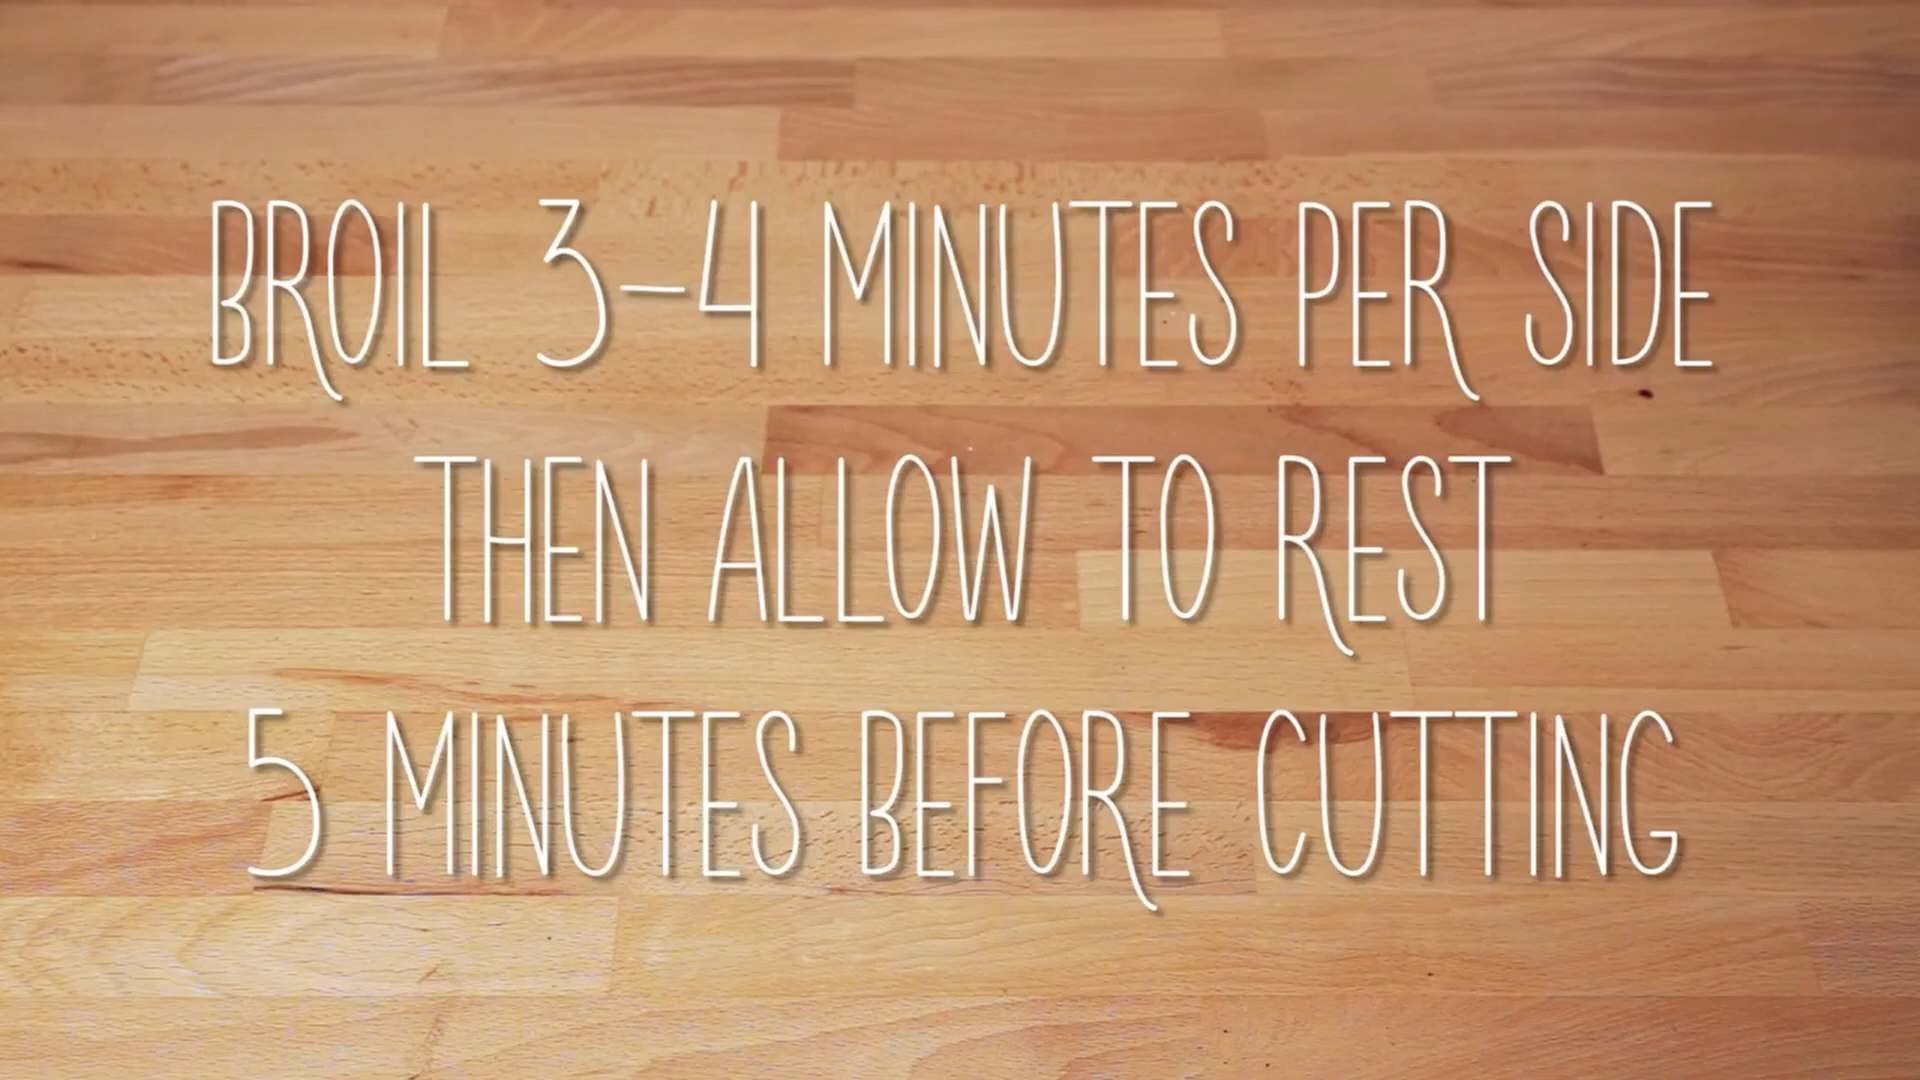 BROIL 3-4 MINUTES PER SIDE
THEN ALLOW TO REST
5 MINUTES BEFORE CUTTING